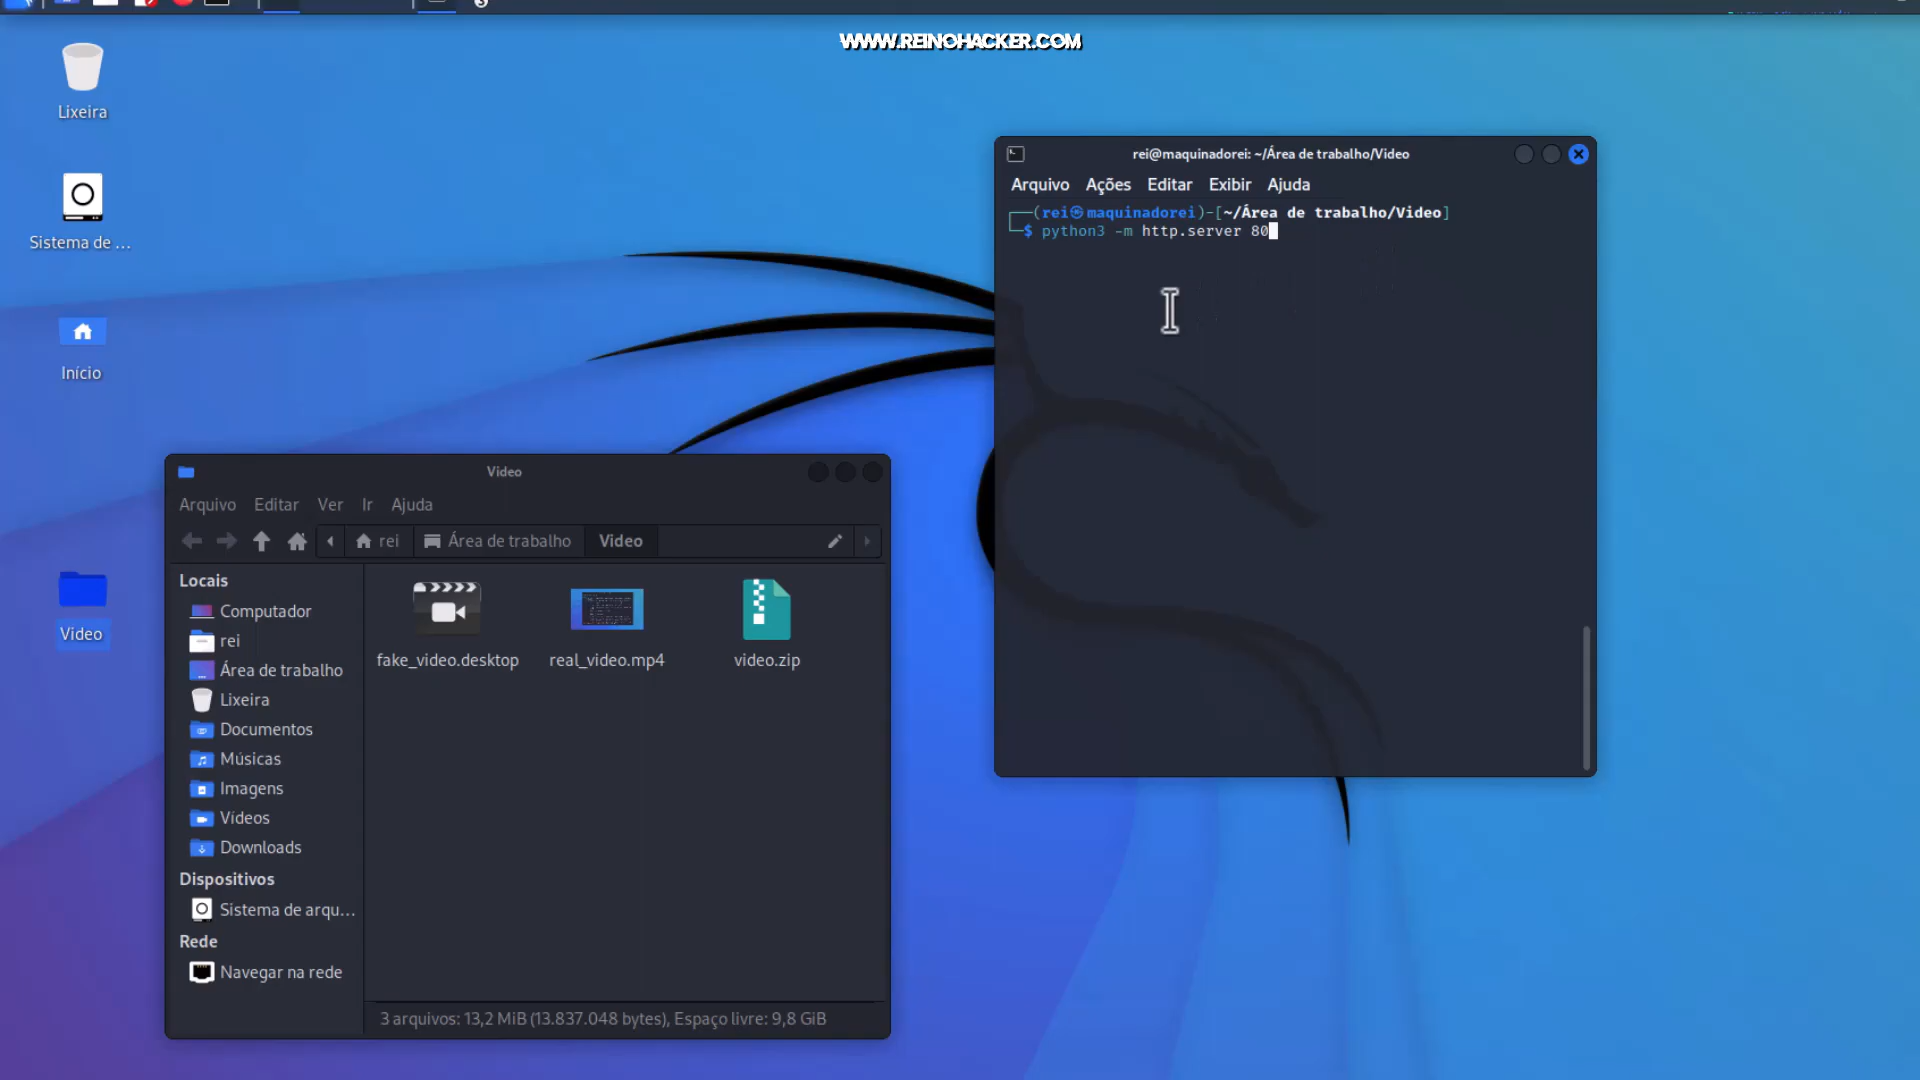 WWW.REINOHACKER.COM
Lixeira
Sistema de ...
Início
Video
rei@maquinadorei: ~/Área de trabalho/Video
Arquivo Ações Editar Exibir Ajuda
┌──(rei㉿maquinadorei)-[~/Área de trabalho/Video]
└─$ python3 -m http.server 80
Video
Arquivo Editar Ver Ir Ajuda
rei Área de trabalho Video
Locais
Computador
rei
Área de trabalho
Lixeira
Documentos
Músicas
Imagens
Vídeos
Downloads
Dispositivos
Sistema de arqu...
Rede
Navegar na rede
fake_video.desktop real_video.mp4 video.zip
3 arquivos: 13,2 MiB (13.837.048 bytes), Espaço livre: 9,8 GiB